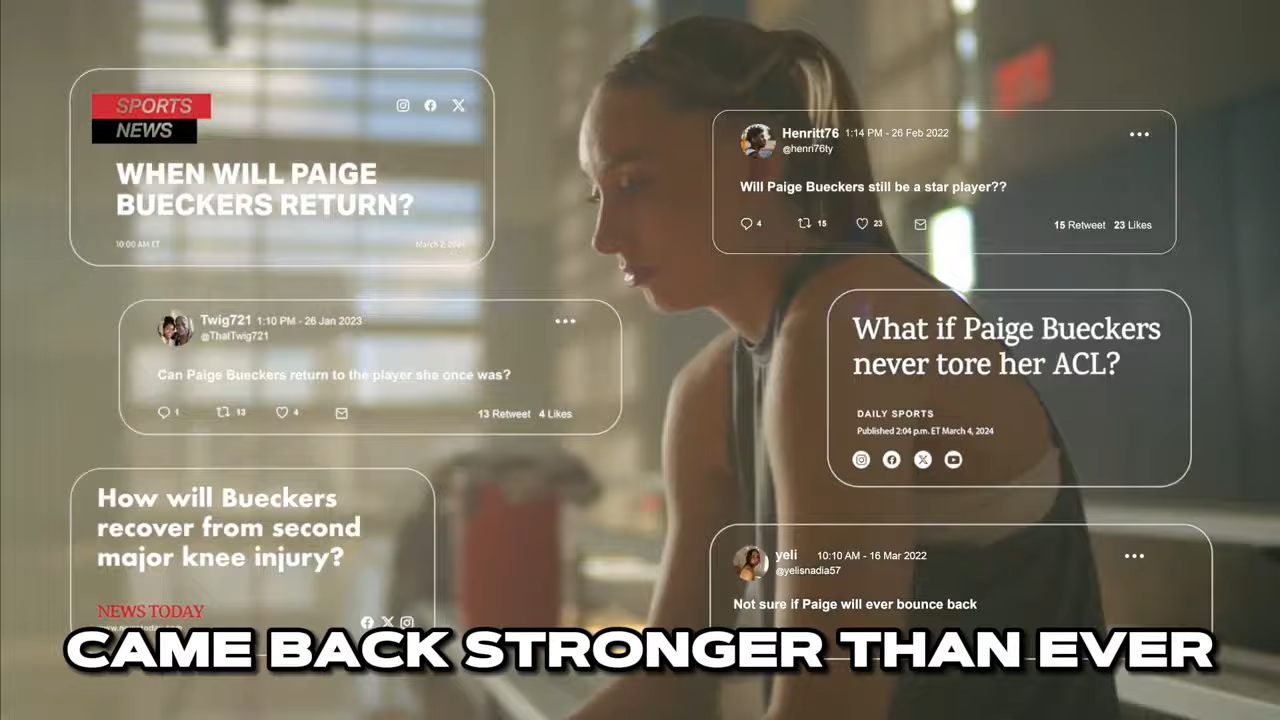 SPORTS
NEWS
WHEN WILL PAIGE
BUECKERS RETURN?
10:00 AM ET
March 2, 2024
Henritt76 1:14 PM - 26 Feb 2022
@henri76ty
Will Paige Bueckers still be a star player??
4 15 23 15 Retweet 23 Likes
Twig721 1:10 PM - 26 Jan 2023
@ThatTwig721
Can Paige Bueckers return to the player she once was?
1 13 4 13 Retweet 4 Likes
What if Paige Bueckers
never tore her ACL?
DAILY SPORTS
Published 2:04 p.m. ET March 4, 2024
How will Bueckers
recover from second
major knee injury?
NEWS TODAY
yeli 10:10 AM - 16 Mar 2022
@yelisnadia57
Not sure if Paige will ever bounce back
CAME BACK STRONGER THAN EVER